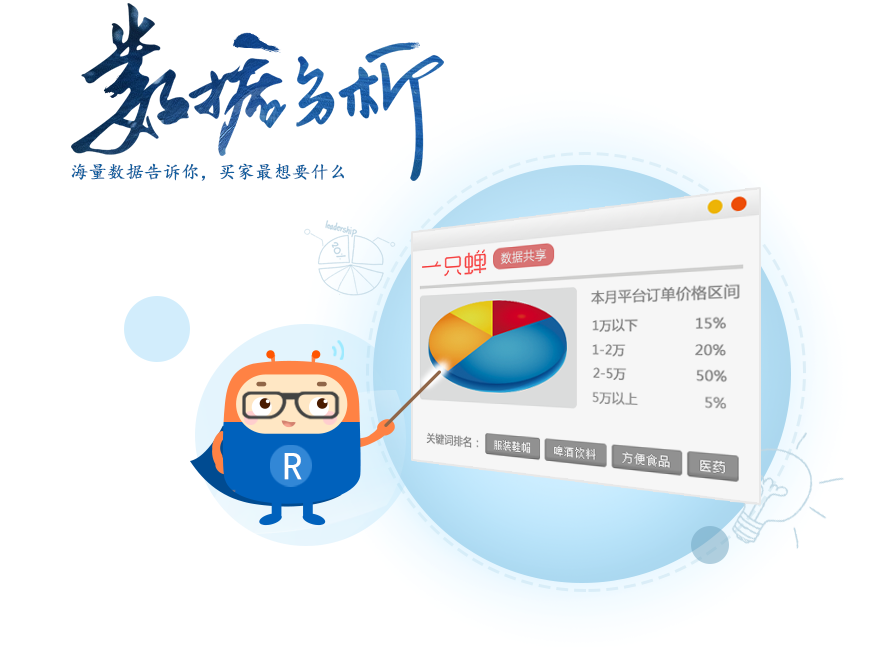 数据分析
海量数据告诉你，买家最想要什么
leadership
一只蝉 数据共享
本月平台订单价格区间
1万以下 15%
1-2万 20%
2-5万 50%
5万以上 5%
关键词排名： 服装鞋帽 啤酒饮料 方便食品 医药
R